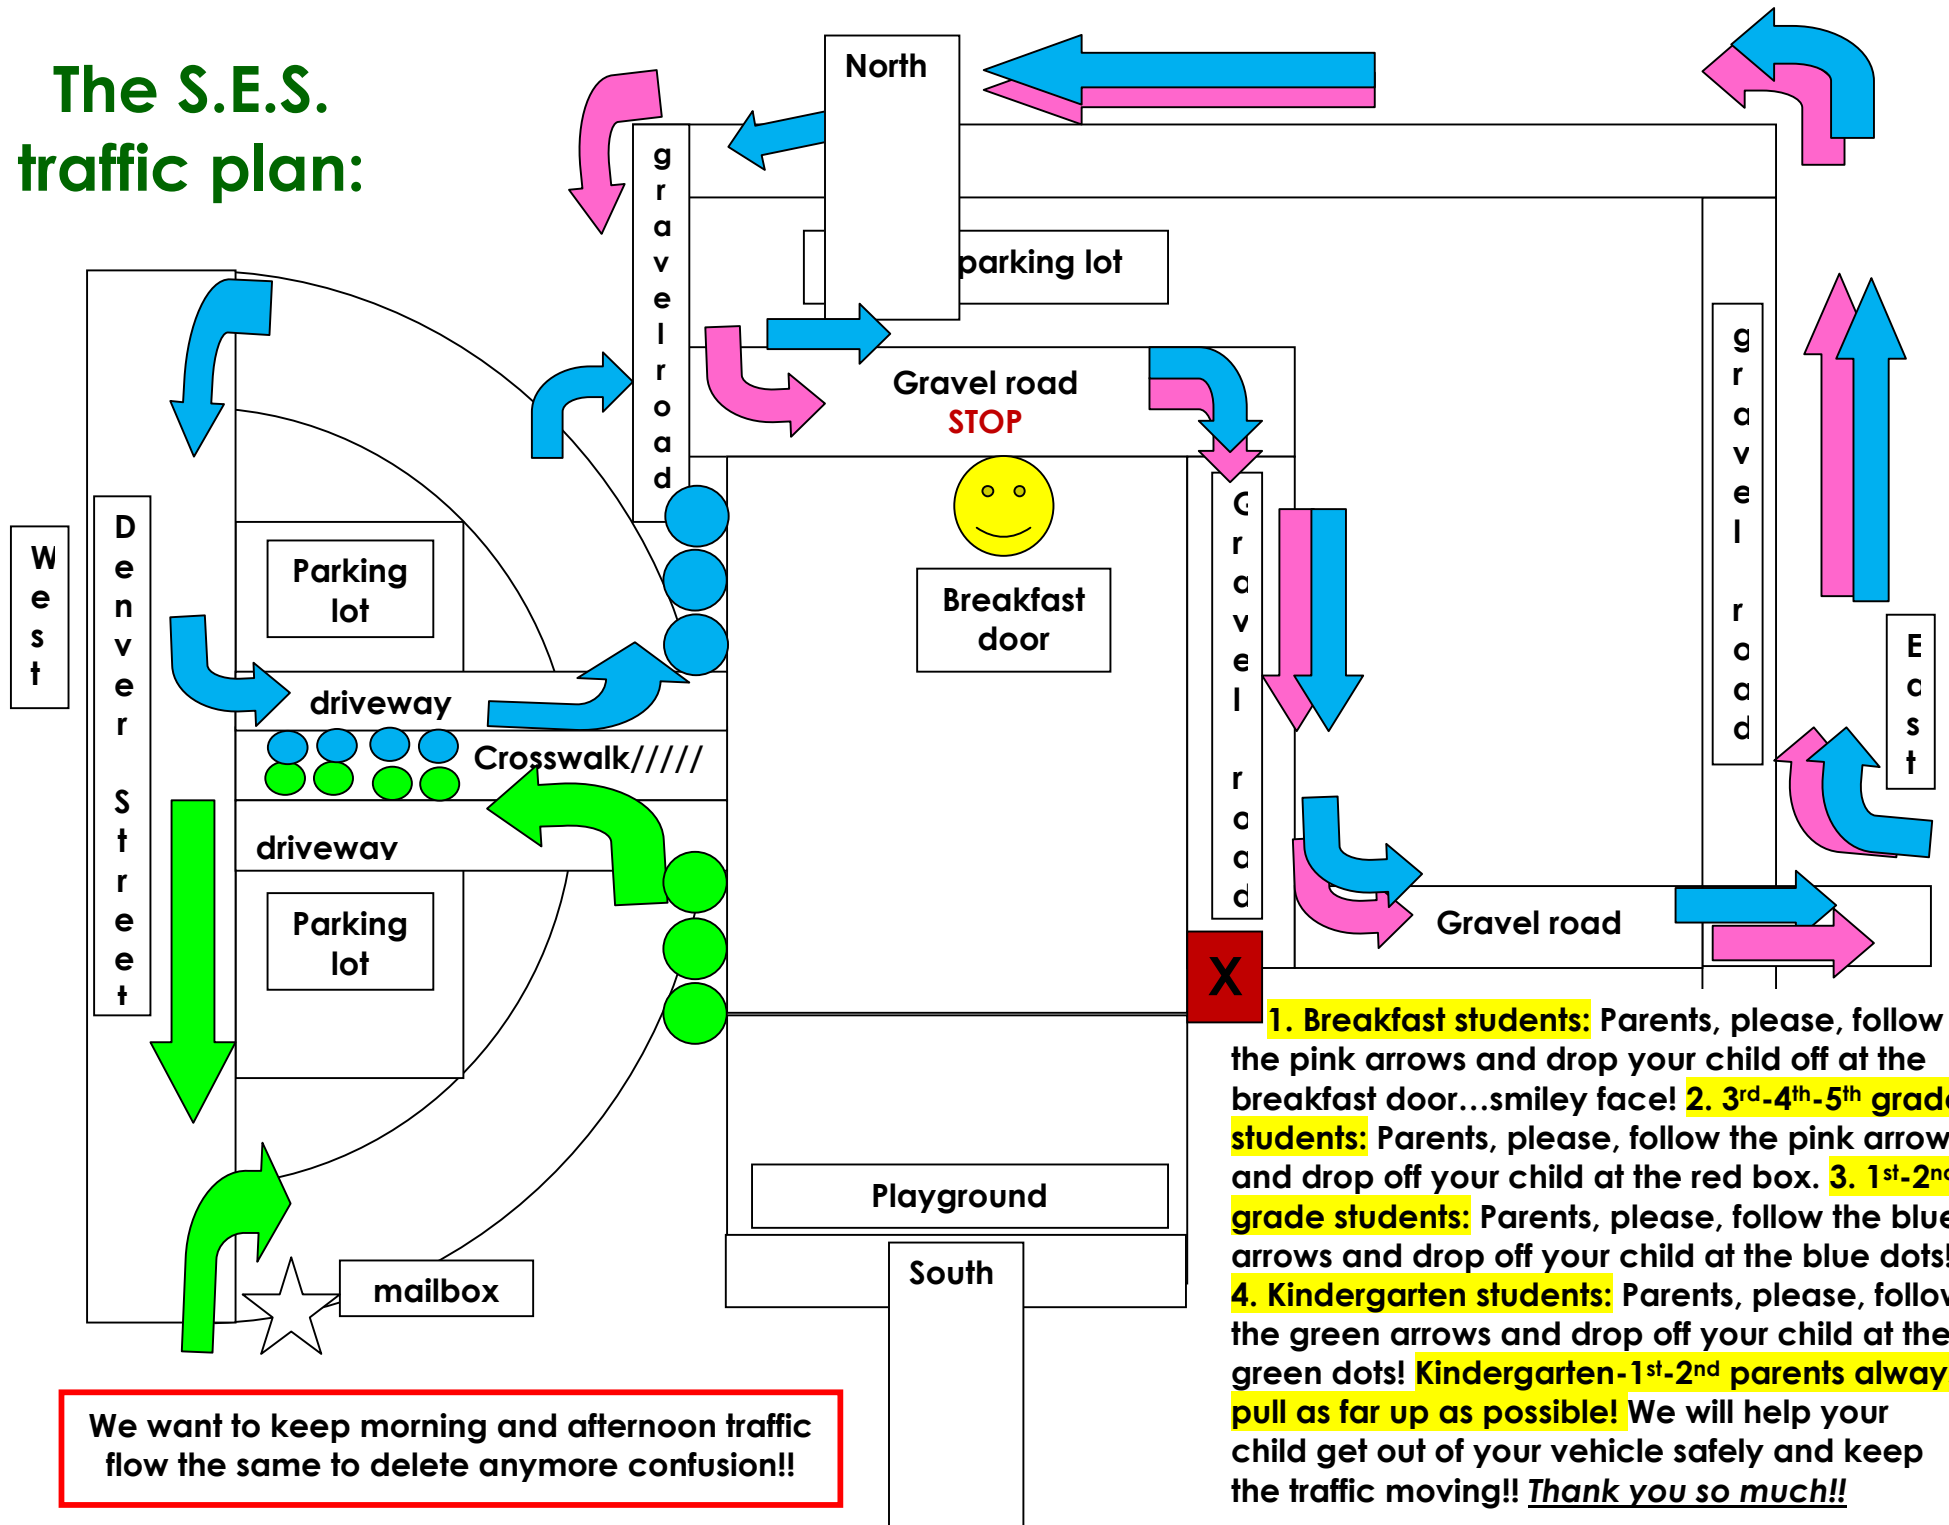 The S.E.S.
traffic plan:
North
gravelroad
parking lot
Gravel road
STOP
gravel road
West
Denver Street
Parking
lot
Breakfast
door
Gravel road
East
driveway
Crosswalk/////
driveway
Parking
lot
Gravel road
X
Playground
South
mailbox
1. Breakfast students: Parents, please, follow
the pink arrows and drop your child off at the
breakfast door...smiley face! 2. 3rd-4th-5th grade
students: Parents, please, follow the pink arrow
and drop off your child at the red box. 3. 1st-2nd
grade students: Parents, please, follow the blue
arrows and drop off your child at the blue dots!
4. Kindergarten students: Parents, please, follow
the green arrows and drop off your child at the
green dots! Kindergarten-1st-2nd parents alway
pull as far up as possible! We will help your
child get out of your vehicle safely and keep
the traffic moving!! Thank you so much!!
We want to keep morning and afternoon traffic
flow the same to delete anymore confusion!!